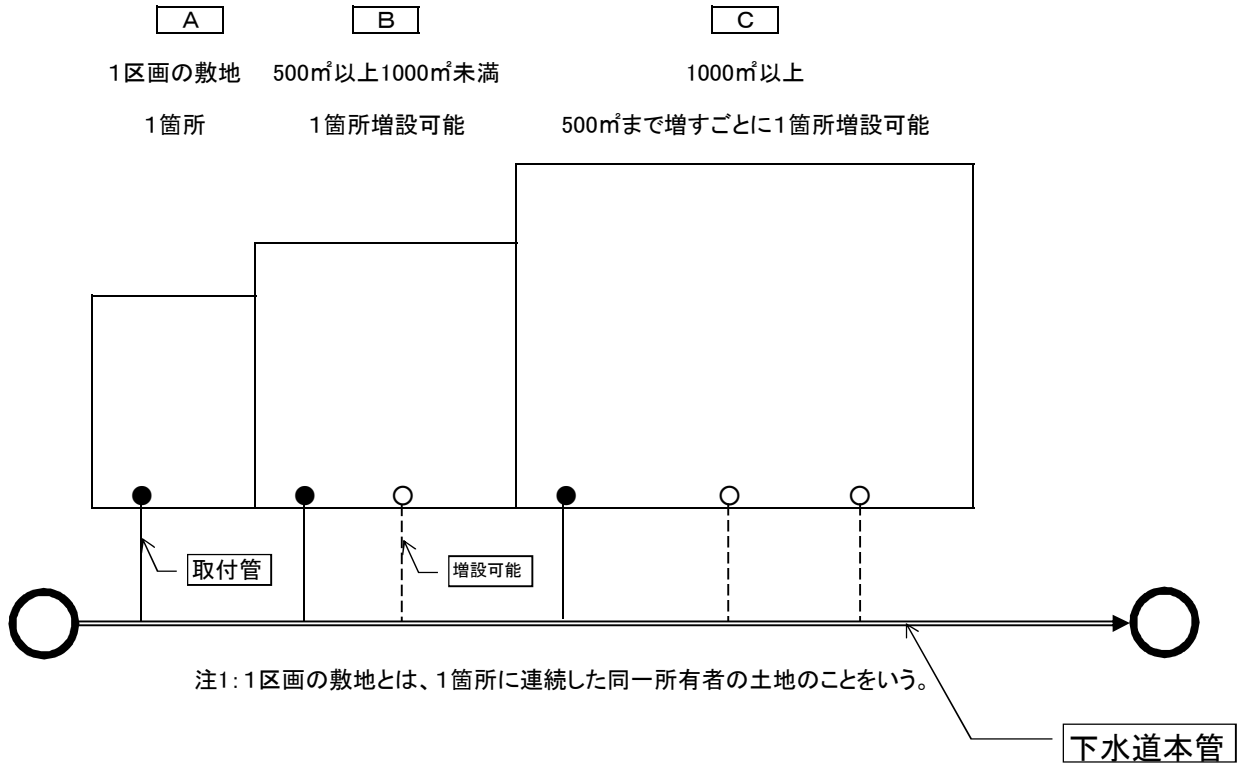 A
B
C
1区画の敷地
500㎡以上1000㎡未満
1000㎡以上
1箇所
1箇所増設可能
500㎡まで増すごとに1箇所増設可能
取付管
増設可能
注1:1区画の敷地とは、1箇所に連続した同一所有者の土地のことをいう。
下水道本管